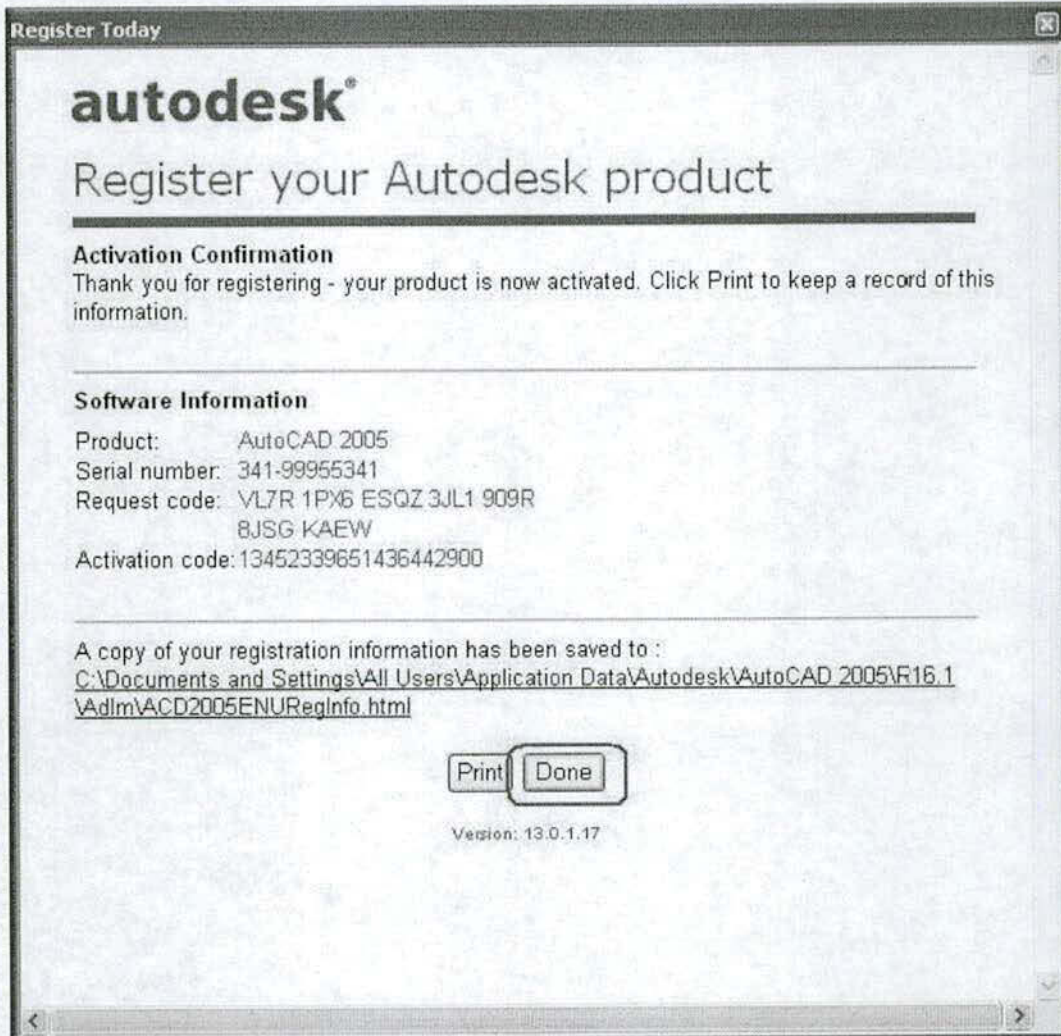 Register Today
autodesk®
Register your Autodesk product
Activation Confirmation
Thank you for registering - your product is now activated. Click Print to keep a record of this
information.
Software Information
Product: AutoCAD 2005
Serial number: 341-99955341
Request code: VL7R 1PX6 ESQZ 3JL1 909R
8JSG KAEW
Activation code: 13452339651436442900
A copy of your registration information has been saved to :
C:\Documents and Settings\All Users\Application Data\Autodesk\AutoCAD 2005\R16.1
\Adlm\ACD2005ENURegInfo.html
Print Done
Version: 13.0.1.17